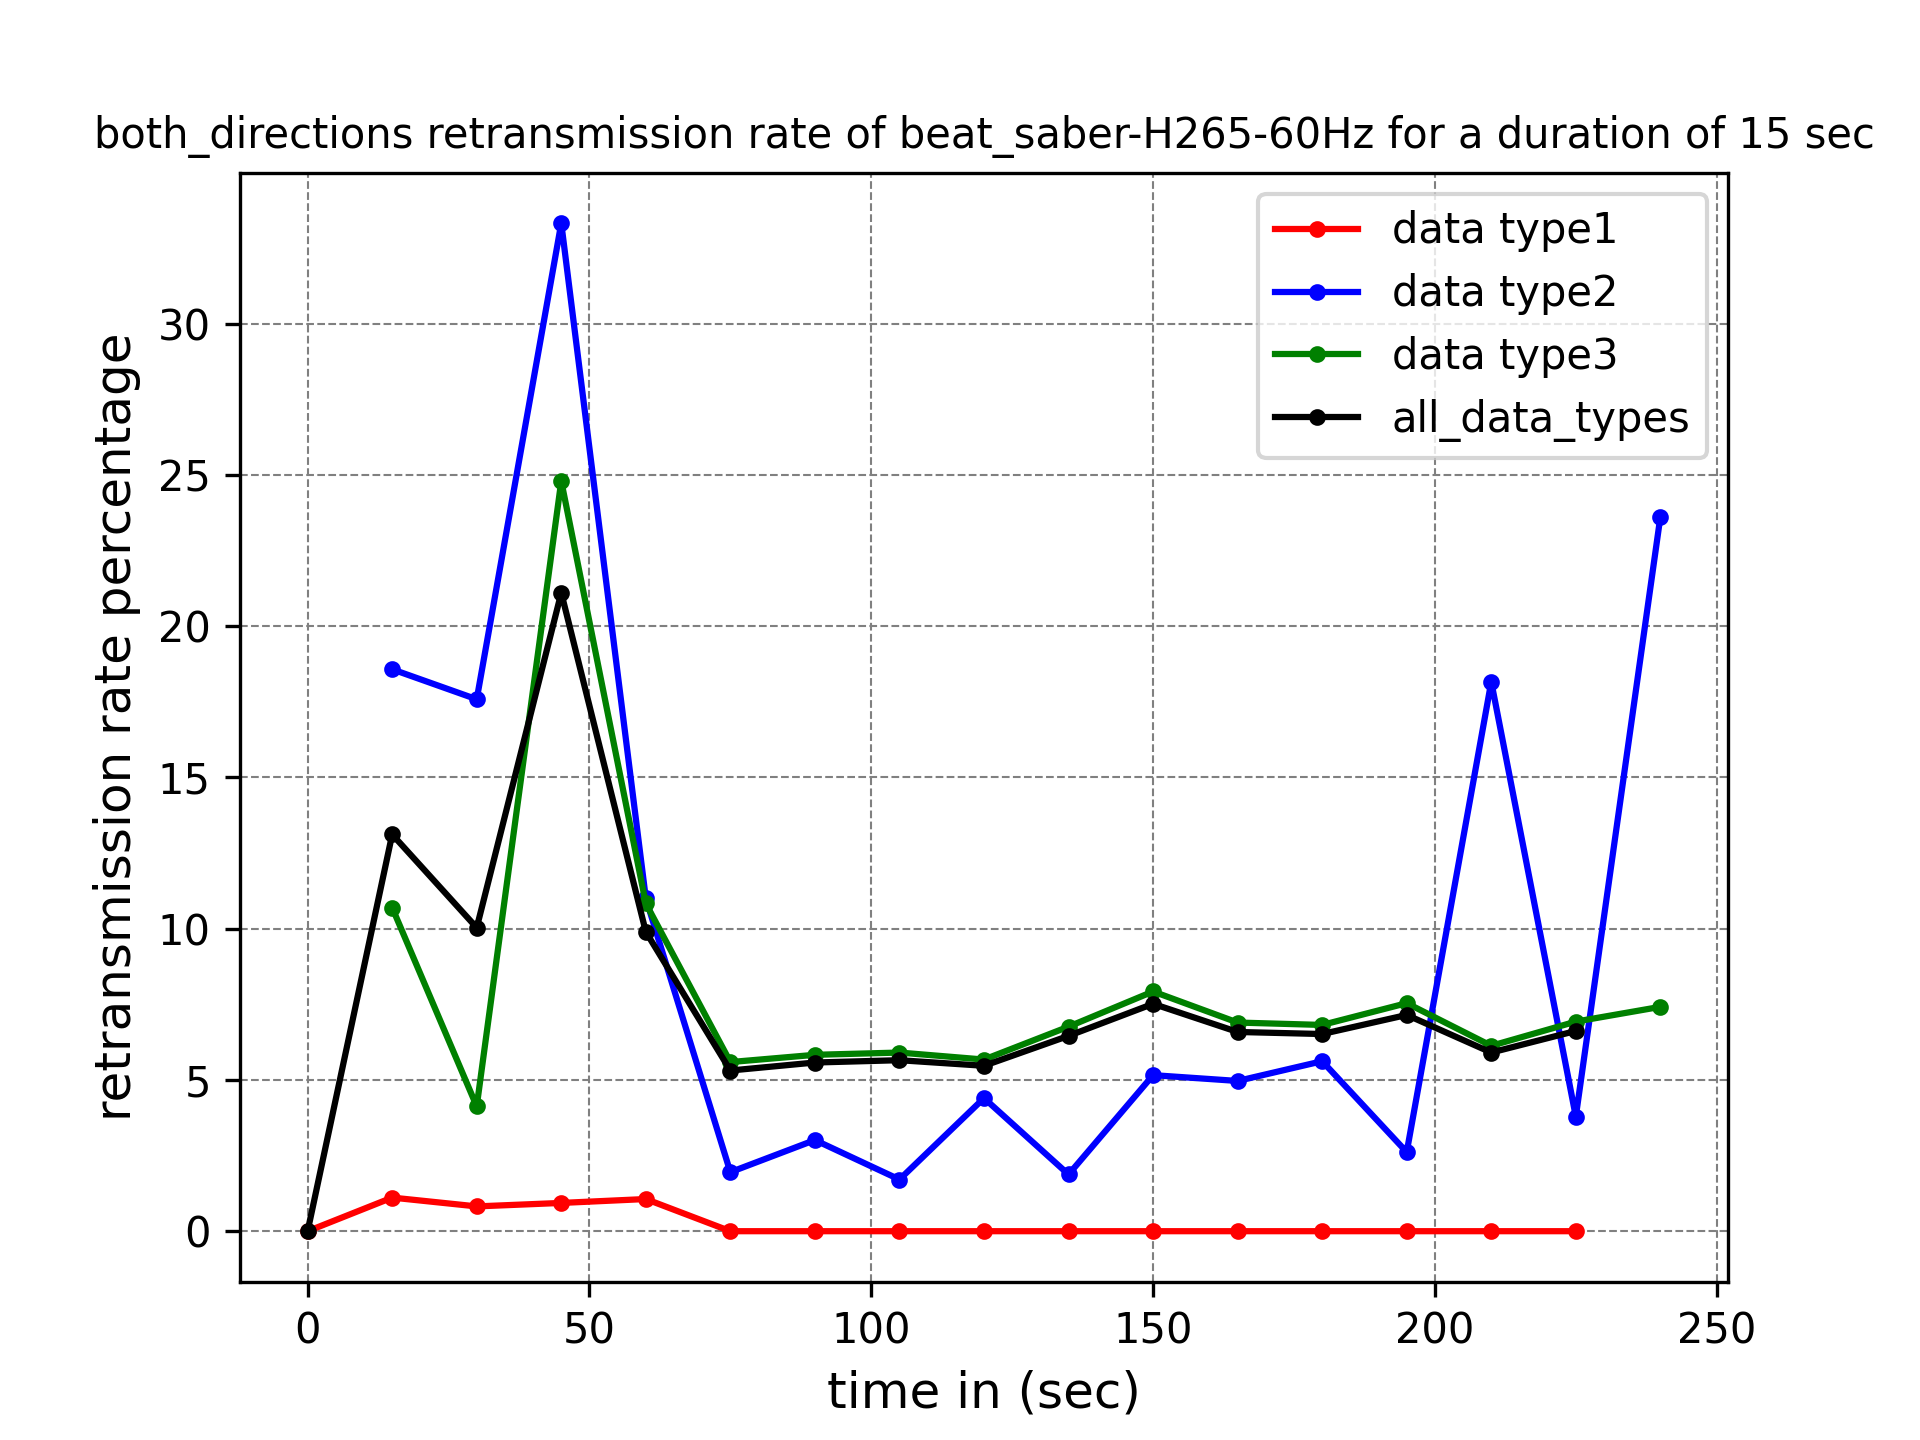 both_directions retransmission rate of beat_saber-H265-60Hz for a duration of 15 sec
retransmission rate percentage
30
25
20
15
10
5
0
0 50 100 150 200 250
time in (sec)
data type1
data type2
data type3
all_data_types